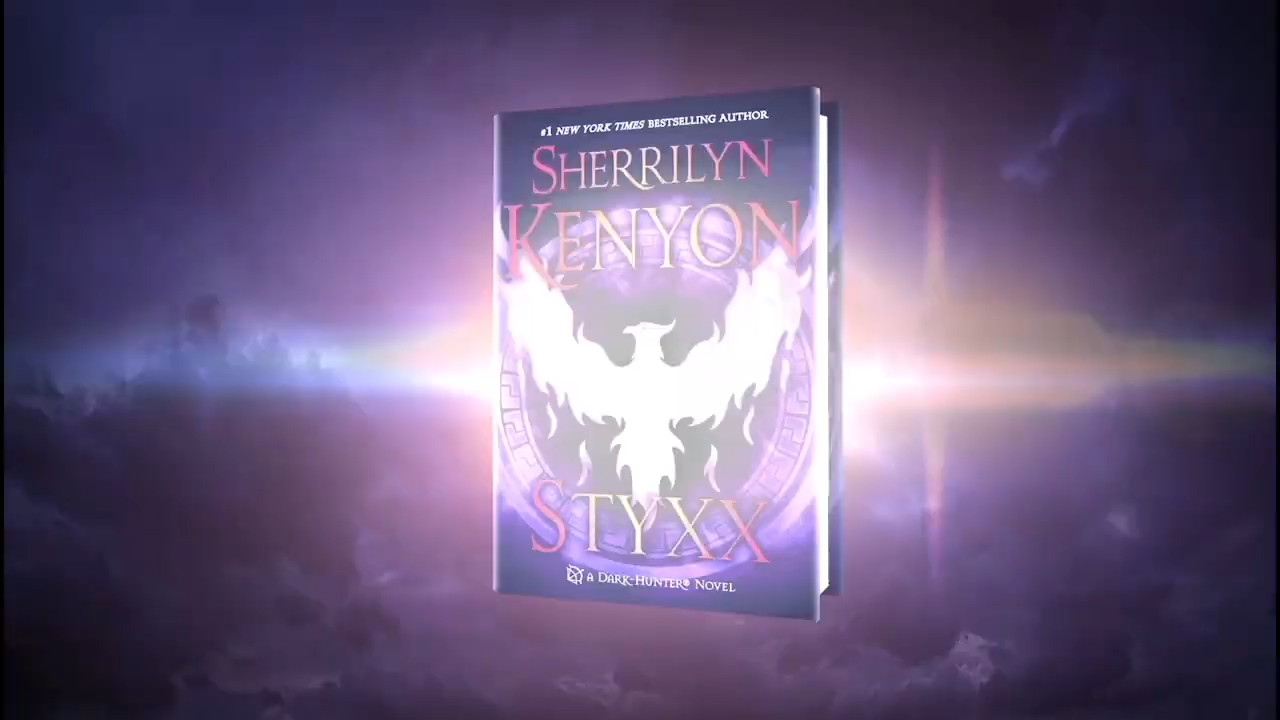 #1 NEW YORK TIMES BESTSELLING AUTHOR
SHERRILYN
KENYON
STYXX
A DARK-HUNTER® NOVEL